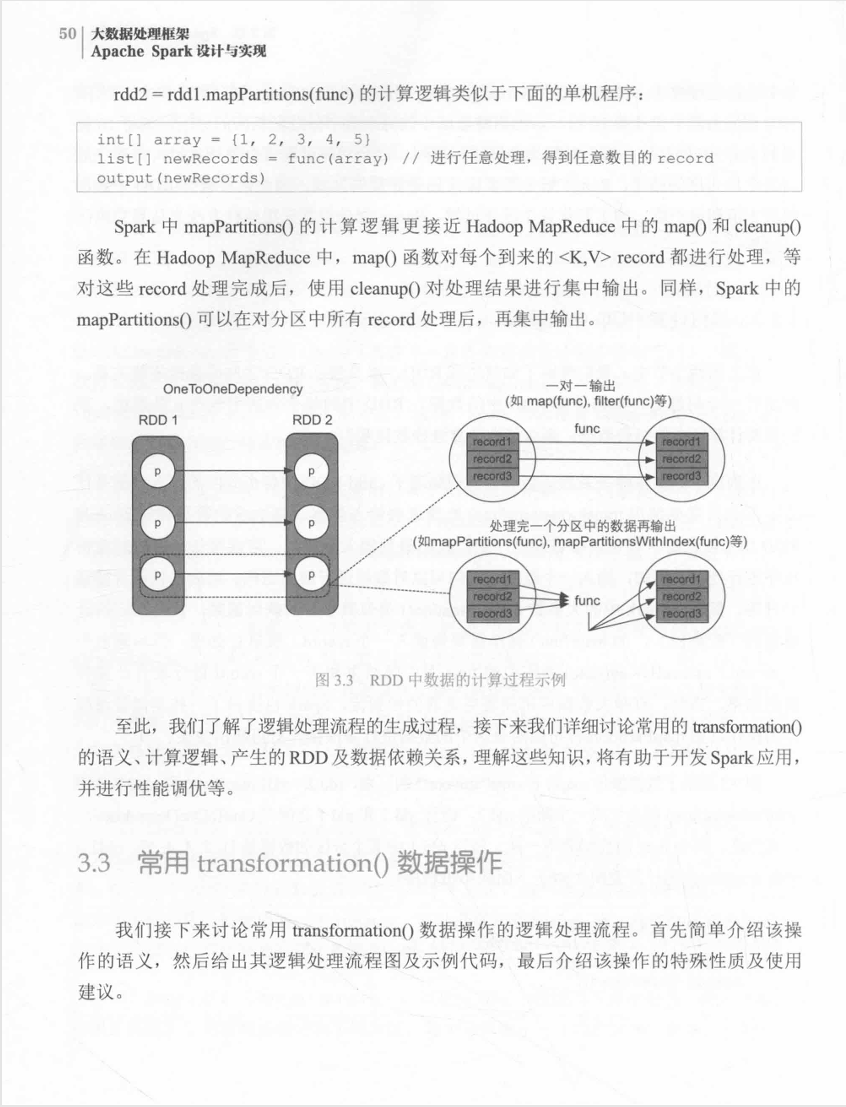 50 大数据处理框架
Apache Spark 设计与实现
rdd2 = rdd1.mapPartitions(func) 的计算逻辑类似于下面的单机程序：
int[] array = {1, 2, 3, 4, 5}
list[] newRecords = func(array) // 进行任意处理，得到任意数目的 record
output(newRecords)
Spark 中 mapPartitions() 的计算逻辑更接近 Hadoop MapReduce 中的 map() 和 cleanup()
函数。在 Hadoop MapReduce 中，map() 函数对每个到来的 <K,V> record 都进行处理，等
对这些 record 处理完成后，使用 cleanup() 对处理结果进行集中输出。同样，Spark 中的
mapPartitions() 可以在对分区中所有 record 处理后，再集中输出。
OneToOneDependency
RDD 1
RDD 2
p
p
p
p
p
p
一对一输出
(如 map(func), filter(func)等)
func
record1
record2
record3
record1
record2
record3
处理完一个分区中的数据再输出
(如mapPartitions(func), mapPartitionsWithIndex(func)等)
record1
record2
record3
func
record1
record2
record3
图 3.3 RDD 中数据的计算过程示例
至此，我们了解了逻辑处理流程的生成过程，接下来我们详细讨论常用的 transformation()
的语义、计算逻辑、产生的 RDD 及数据依赖关系，理解这些知识，将有助于开发 Spark 应用，
并进行性能调优等。
3.3 常用 transformation() 数据操作
我们接下来讨论常用 transformation() 数据操作的逻辑处理流程。首先简单介绍该操
作的语义，然后给出其逻辑处理流程图及示例代码，最后介绍该操作的特殊性质及使用
建议。